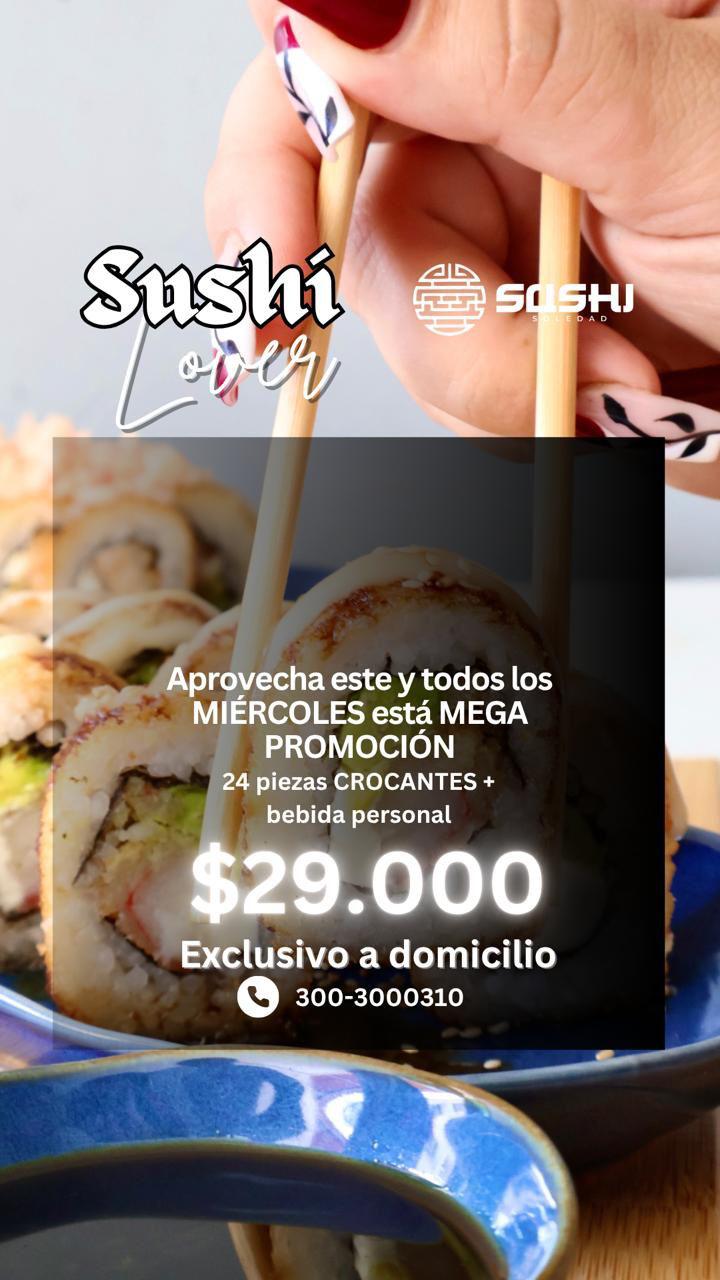 Sushi
Lover
SUSHI
SOLEDAD
Aprovecha este y todos los
MIÉRCOLES está MEGA
PROMOCIÓN
24 piezas CROCANTES +
bebida personal
$29.000
Exclusivo a domicilio
300-3000310